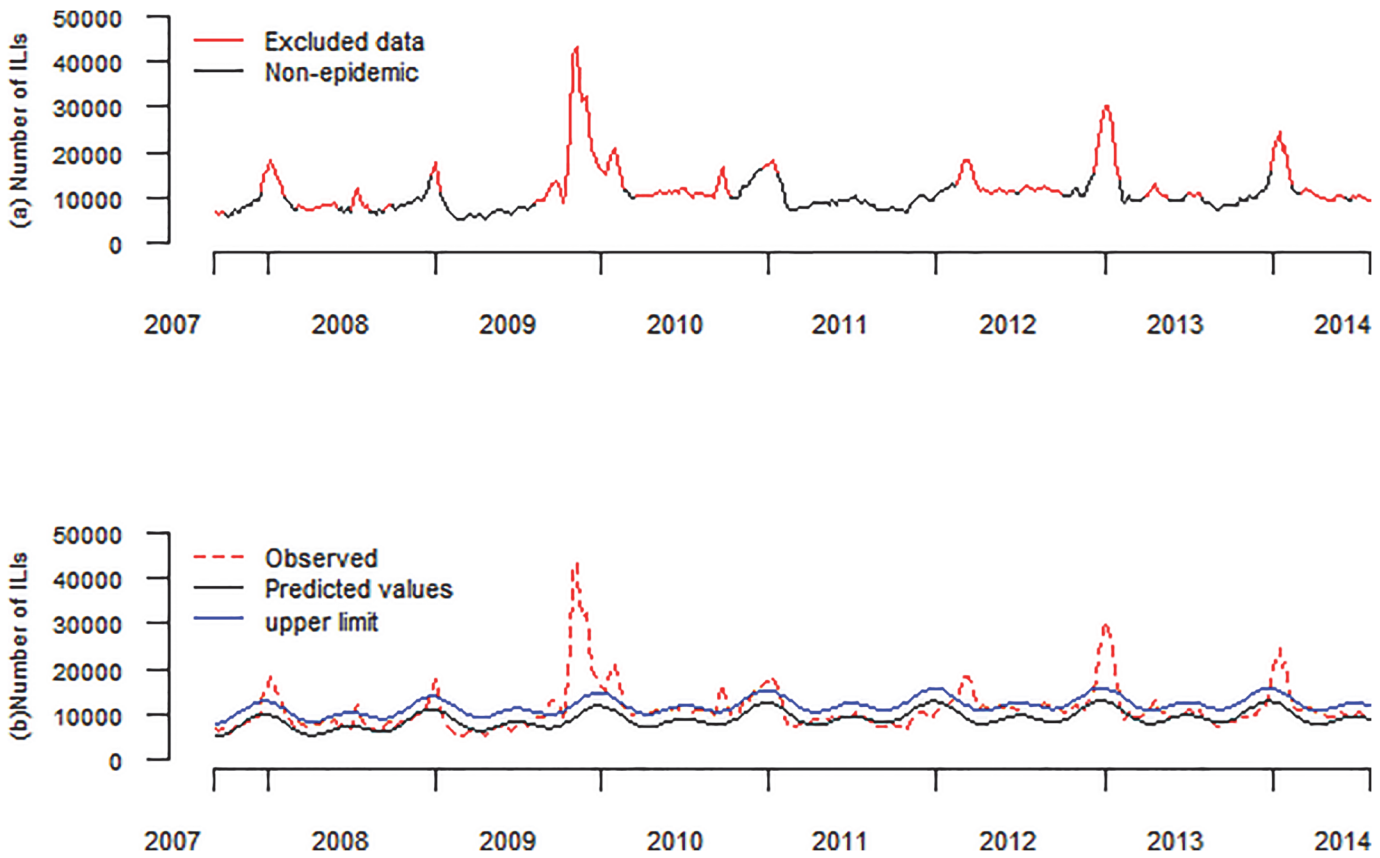 (a) Number of ILIs
50000
40000
30000
20000
10000
0
Excluded data
Non-epidemic
2007 2008 2009 2010 2011 2012 2013 2014
(b)Number of ILIs
50000
40000
30000
20000
10000
0
Observed
Predicted values
upper limit
2007 2008 2009 2010 2011 2012 2013 2014